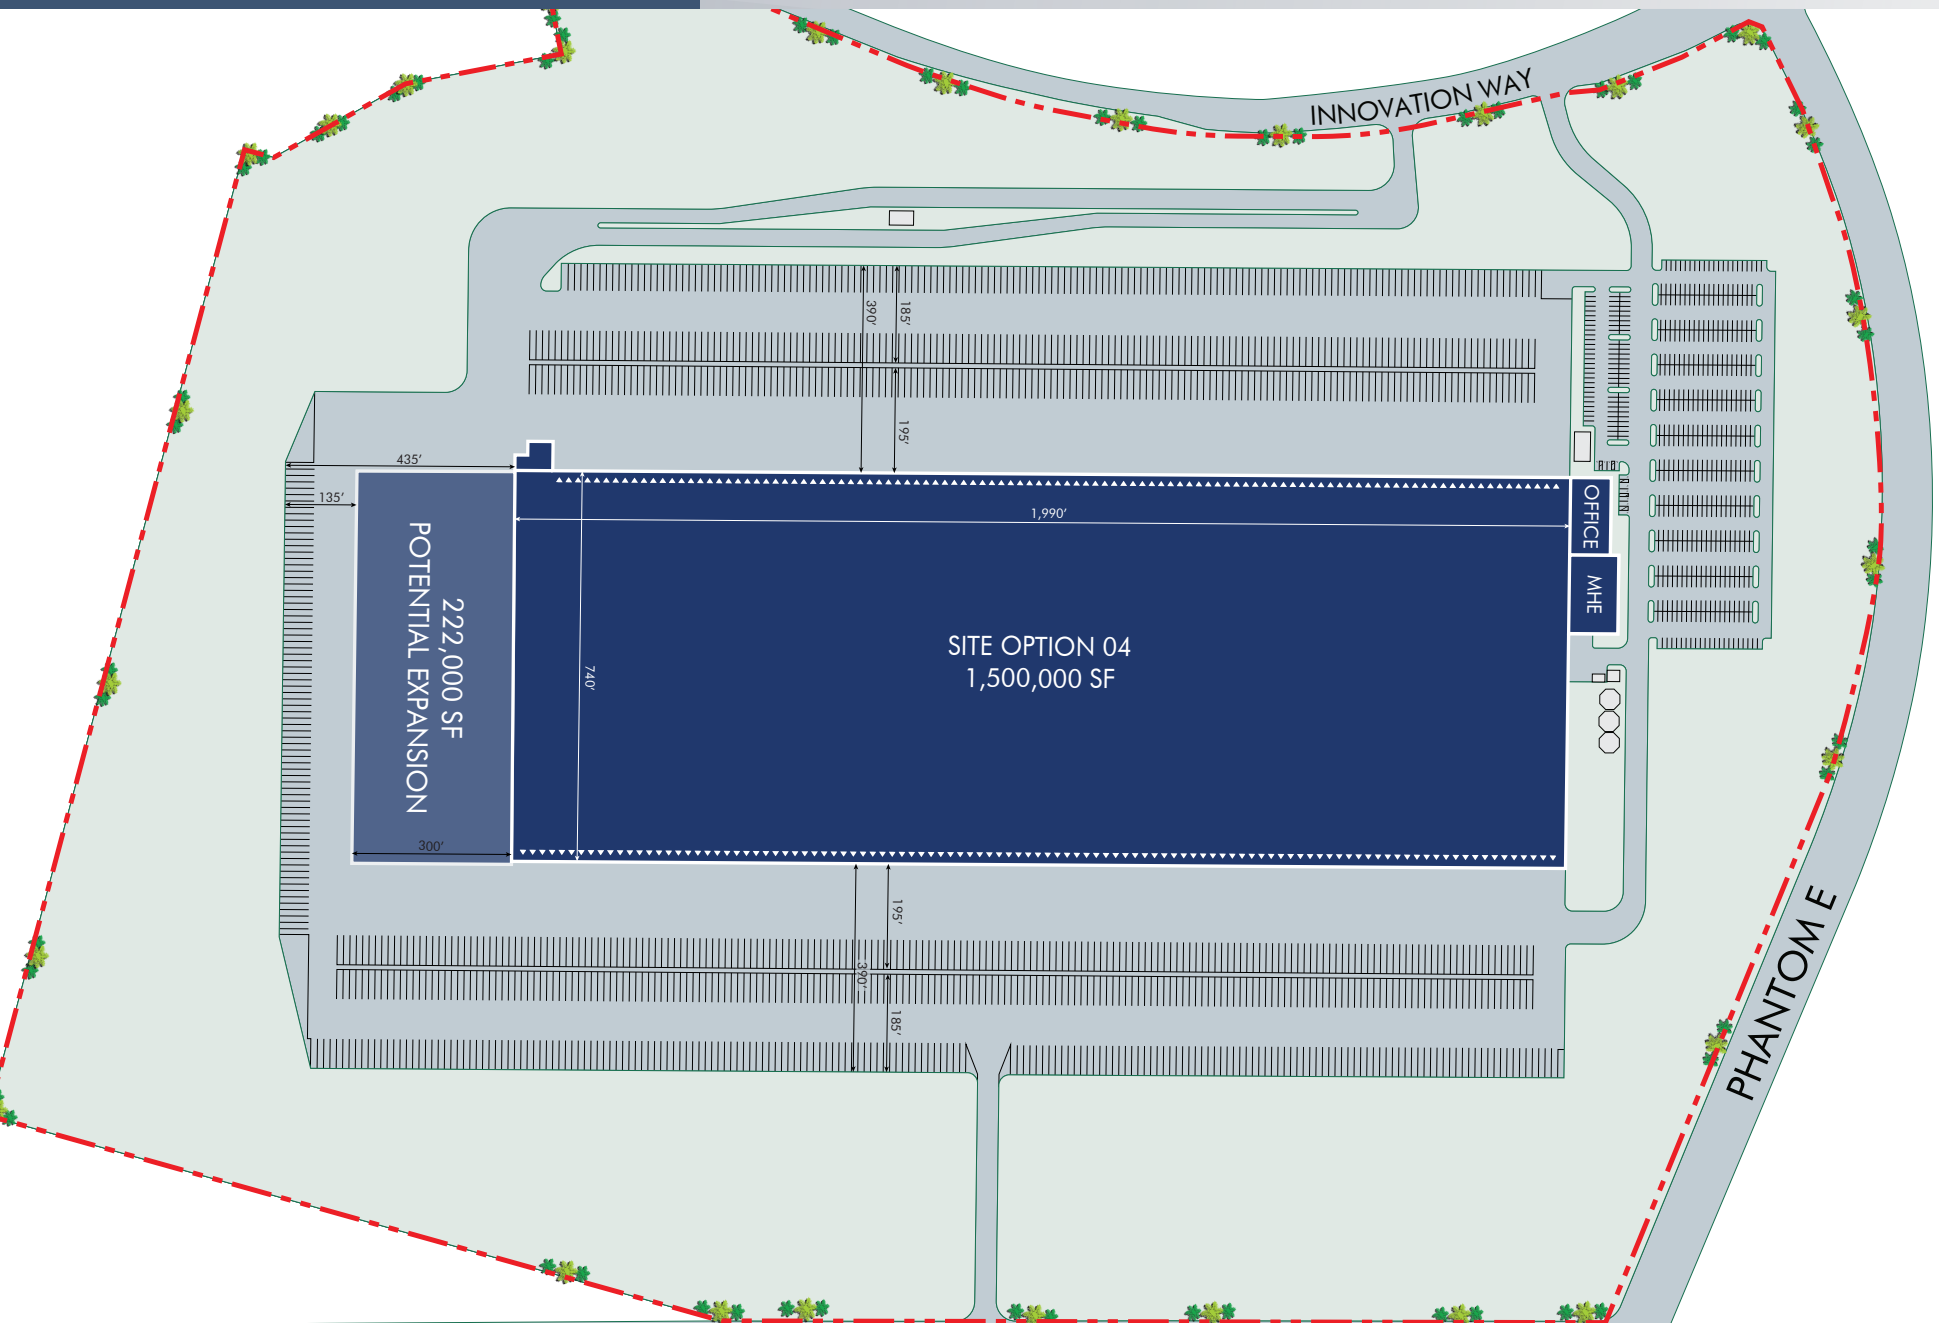 INNOVATION WAY
390'
185'
195'
435'
135'
1,990'
OFFICE
MHE
222,000 SF
POTENTIAL EXPANSION
740'
SITE OPTION 04
1,500,000 SF
300'
195'
390'
185'
PHANTOM E